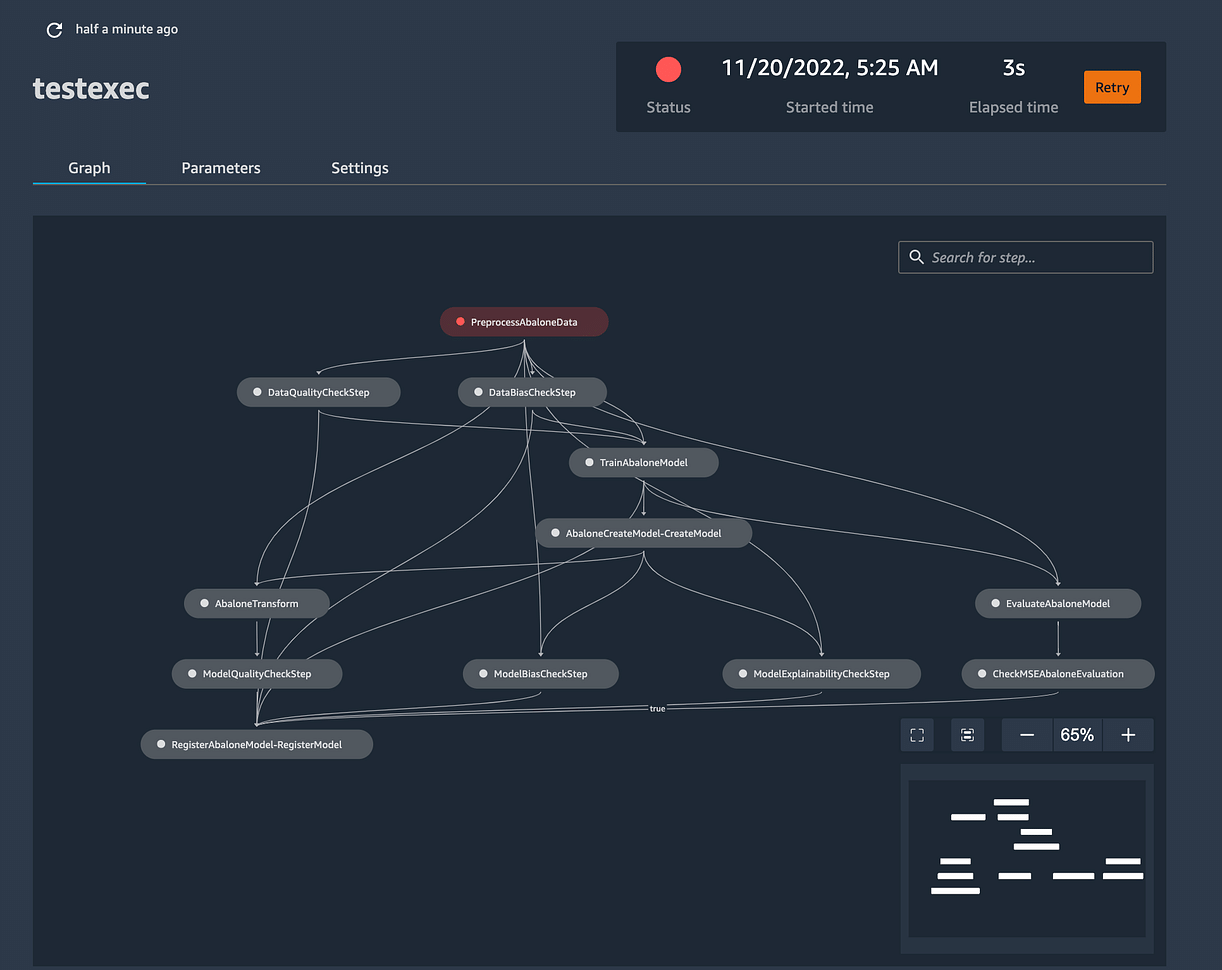 half a minute ago
testexec
11/20/2022, 5:25 AM 3s
Retry
Status Started time Elapsed time
Graph Parameters Settings
Search for step...
PreprocessAbaloneData
DataQualityCheckStep DataBiasCheckStep
TrainAbaloneModel
AbaloneCreateModel-CreateModel
AbaloneTransform EvaluateAbaloneModel
ModelQualityCheckStep ModelBiasCheckStep ModelExplainabilityCheckStep CheckMSEAbaloneEvaluation
true
RegisterAbaloneModel-RegisterModel
65%